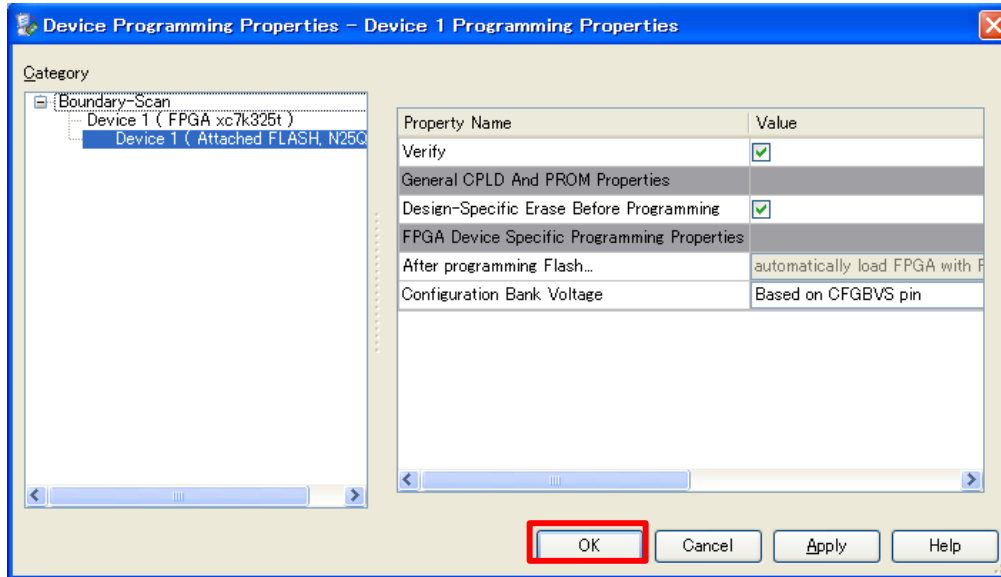 Device Programming Properties - Device 1 Programming Properties
Category
Boundary-Scan
Device 1 ( FPGA xc7k325t )
Device 1 ( Attached FLASH, N25Q
Property Name Value
Verify
General CPLD And PROM Properties
Design-Specific Erase Before Programming
FPGA Device Specific Programming Properties
After programming Flash... automatically load FPGA with F
Configuration Bank Voltage Based on CFGBVS pin
OK Cancel Apply Help